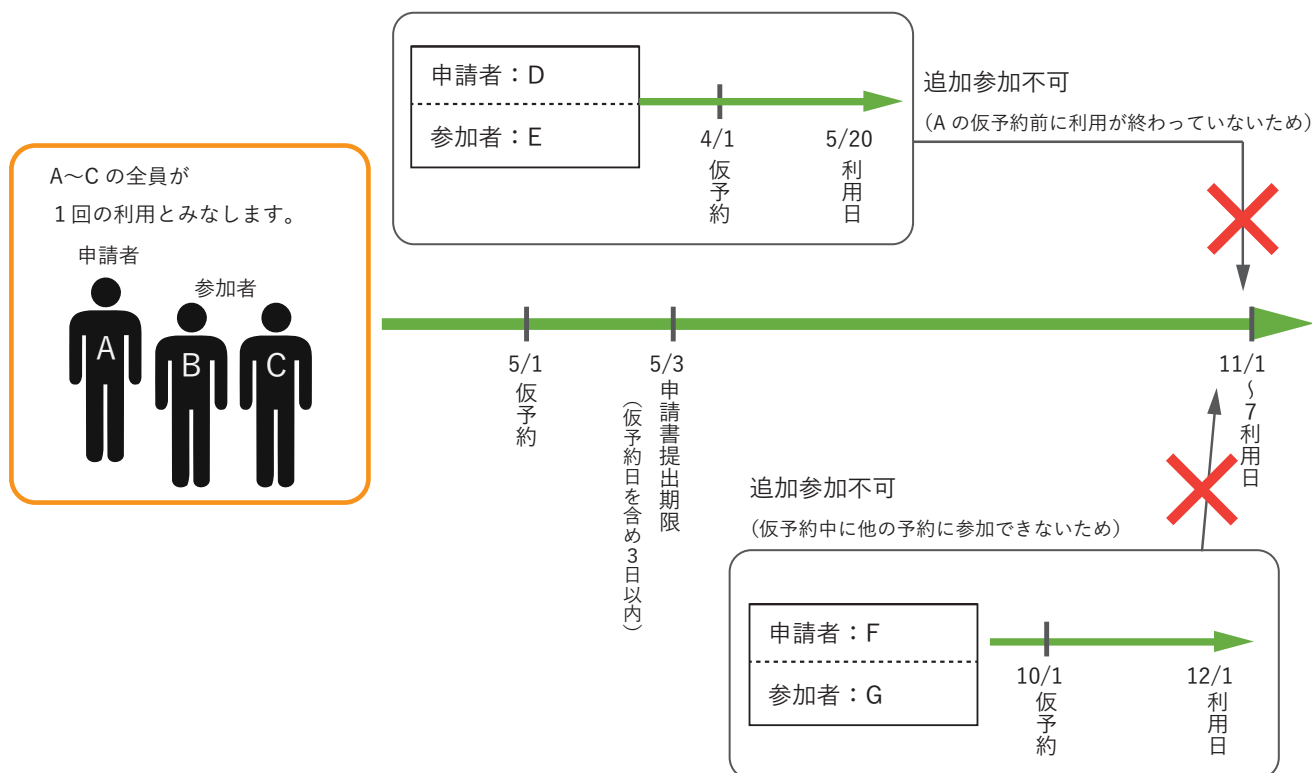 申請者：D
参加者：E
4/1
仮予約
5/20
利用日
追加参加不可
（A の仮予約前に利用が終わっていないため）
A～C の全員が
1回の利用とみなします。
申請者
参加者
A
B
C
5/1
仮予約
5/3
申請書提出期限
（仮予約日を含め3日以内）
11/1
～7利用日
追加参加不可
（仮予約中に他の予約に参加できないため）
申請者：F
参加者：G
10/1
仮予約
12/1
利用日